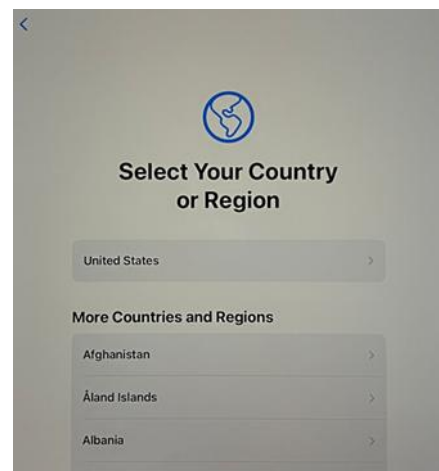 Select Your Country
or Region
United States
More Countries and Regions
Afghanistan
Åland Islands
Albania